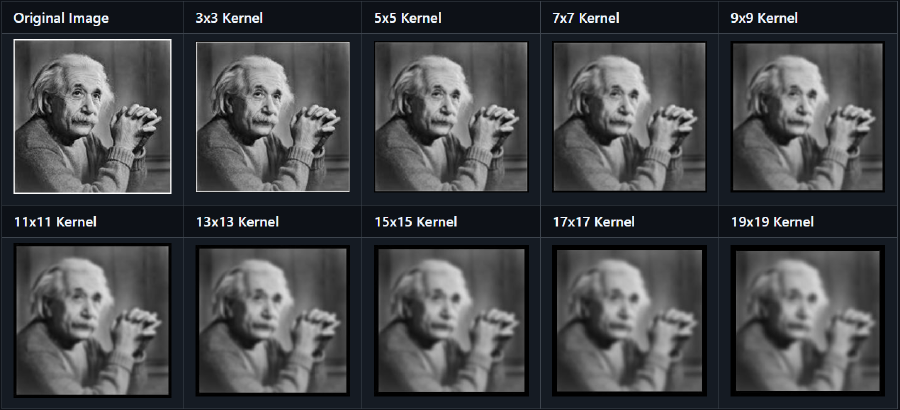 Original Image
3x3 Kernel
5x5 Kernel
7x7 Kernel
9x9 Kernel
11x11 Kernel
13x13 Kernel
15x15 Kernel
17x17 Kernel
19x19 Kernel